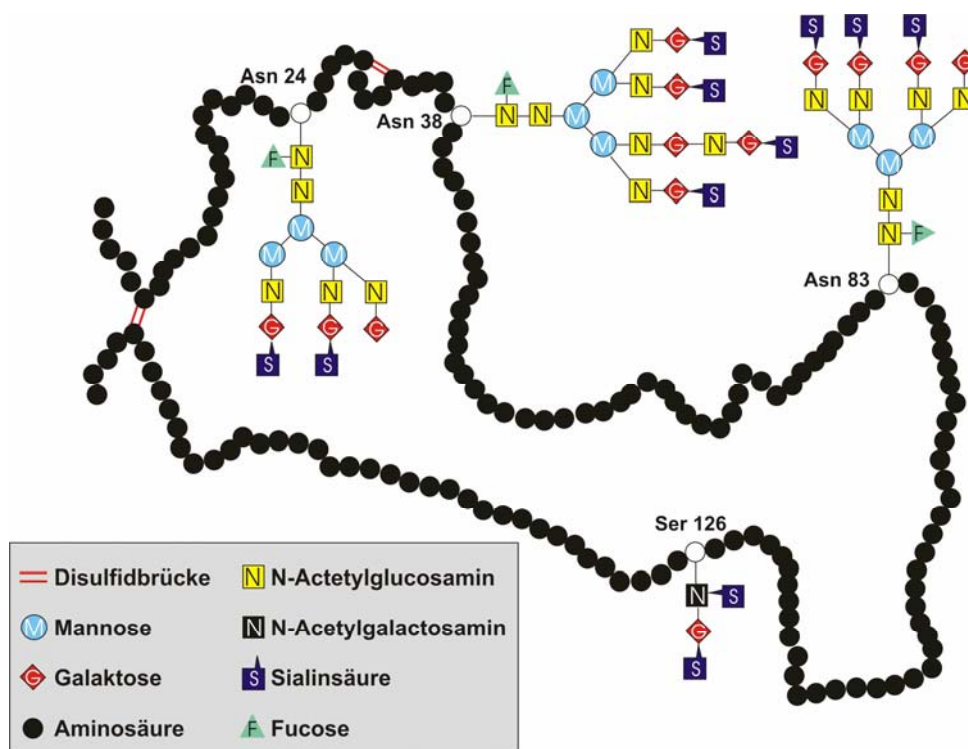 S S S
G G G G
N N N N
M M
M
N
N F
Asn 83
Asn 24
F N
N
M
M M
N N N
G G G
S S
Asn 38
N G S
F M N G S
N N M
M N G N G S
N G S
Ser 126
N S
G
S
Disulfidbrücke
M Mannose
G Galaktose
Aminosäure
N N-Actetylglucosamin
N N-Acetylgalactosamin
S Sialinsäure
F Fucose